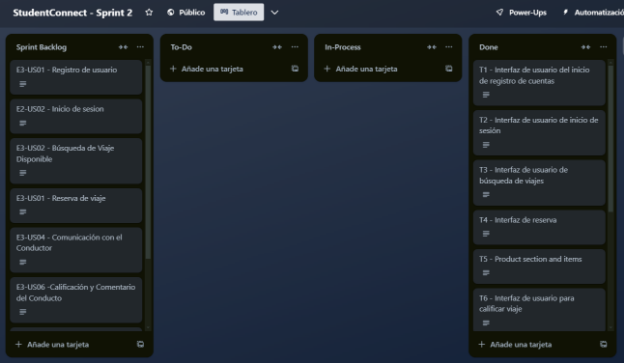 StudentConnect - Sprint 2
Público
Tablero
Power-Ups
Automatizació
Sprint Backlog
E3-US01 - Registro de usuario
E2-US02 - Inicio de sesion
E3-US02 - Búsqueda de Viaje
Disponible
E3-US01 - Reserva de viaje
E3-US04 - Comunicación con el
Conductor
E3-US06 -Calificación y Comentario
del Conducto
+ Añade una tarjeta
To-Do
+ Añade una tarjeta
In-Process
+ Añade una tarjeta
Done
T1 - Interfaz de usuario del inicio
de registro de cuentas
T2 - Interfaz de usuario de inicio de
sesión
T3 - Interfaz de usuario de
búsqueda de viajes
T4 - Interfaz de reserva
T5 - Product section and items
T6 - Interfaz de usuario para
calificar viaje
+ Añade una tarjeta